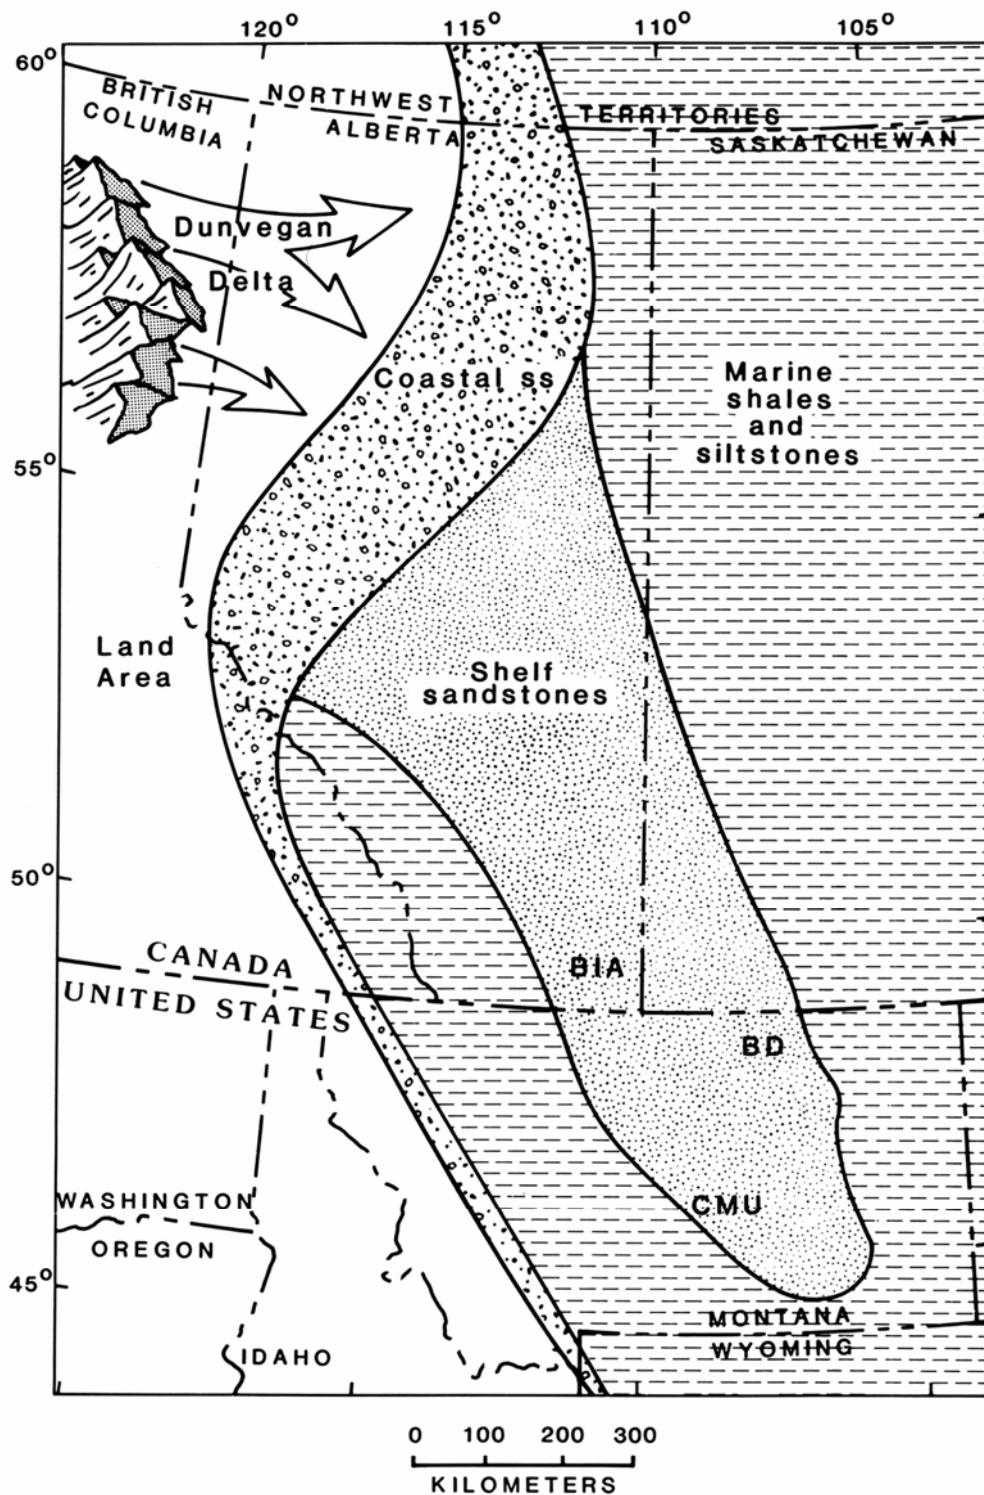 120°
115°
110°
105°
60°
BRITISH
COLUMBIA
NORTHWEST
TERRITORIES
ALBERTA
SASKATCHEWAN
Dunvegan
Delta
Coastal ss
Marine
shales
and
siltstones
55°
Land
Area
Shelf
sandstones
50°
CANADA
UNITED STATES
BIA
BD
CMU
WASHINGTON
OREGON
45°
IDAHO
MONTANA
WYOMING
0 100 200 300
KILOMETERS